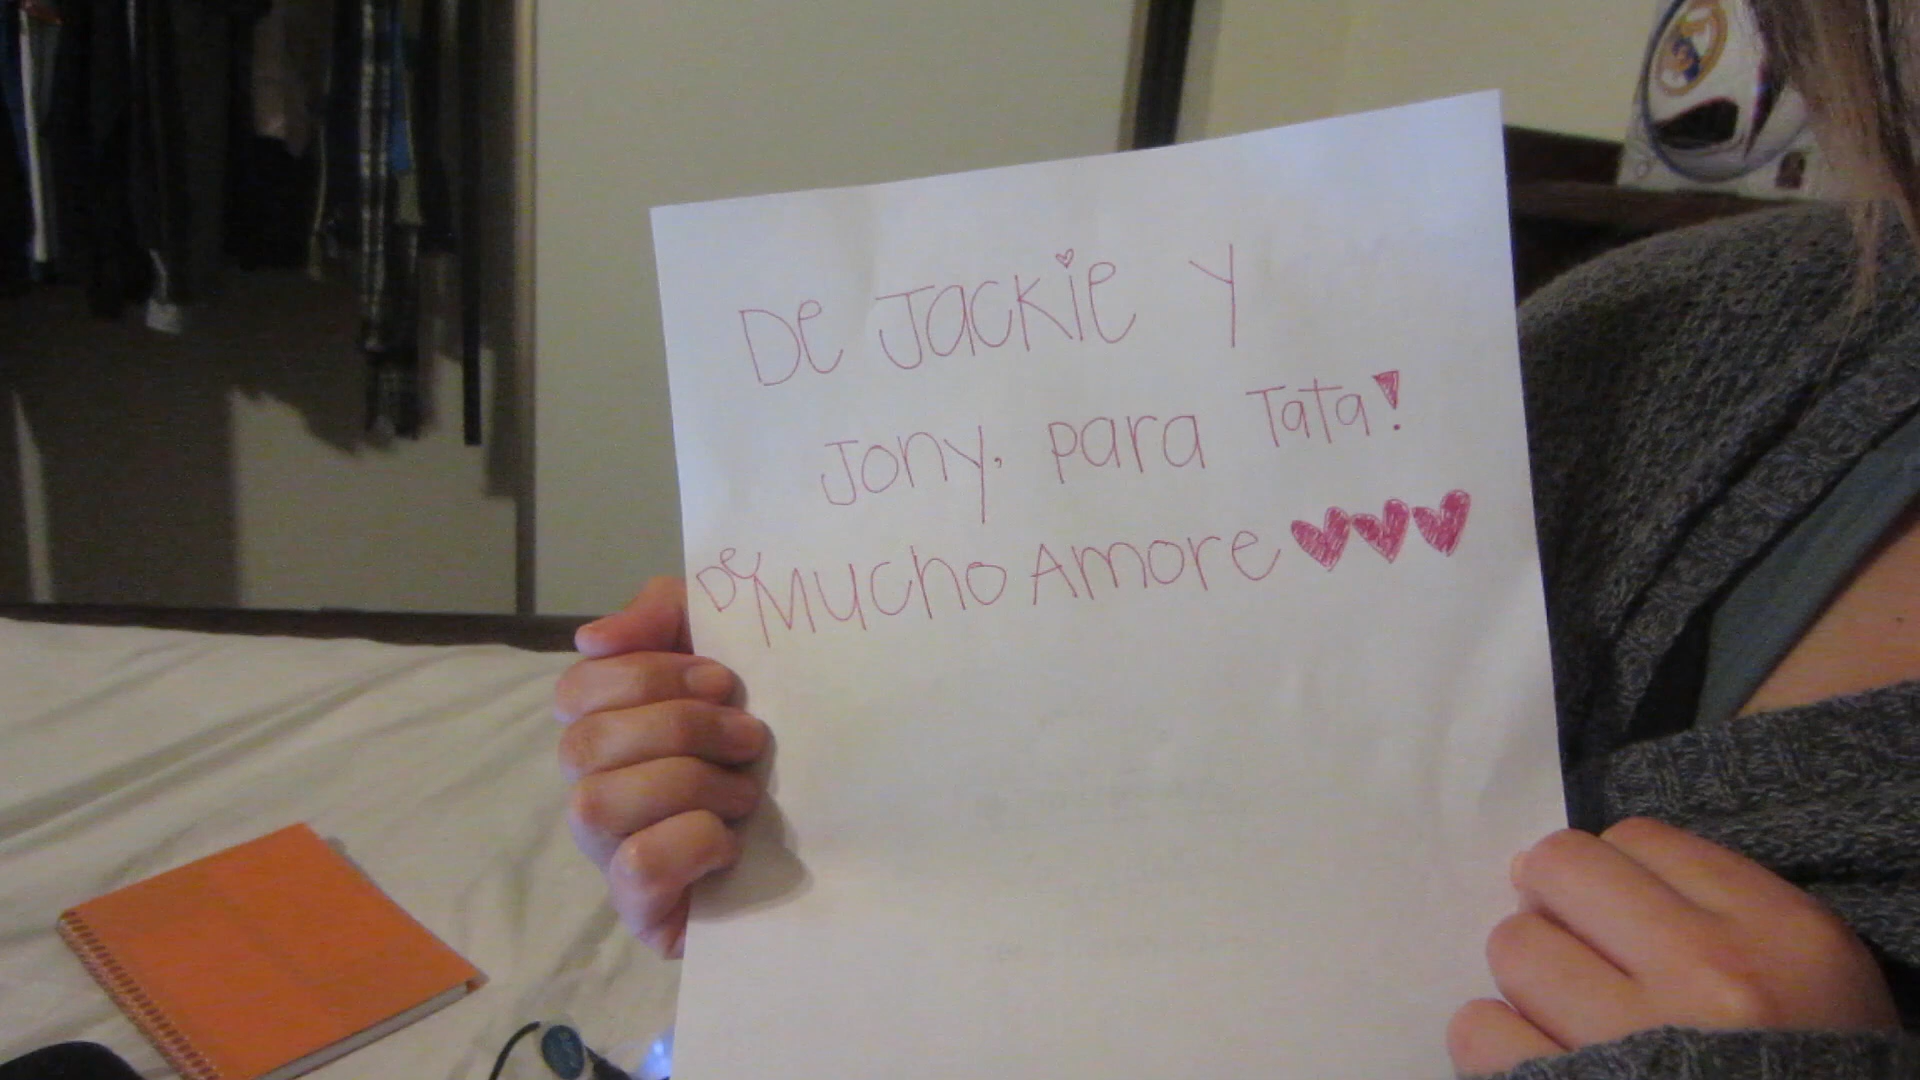 De Jackie y
Jony, para Tata!
De Mucho Amore ♥♥♥